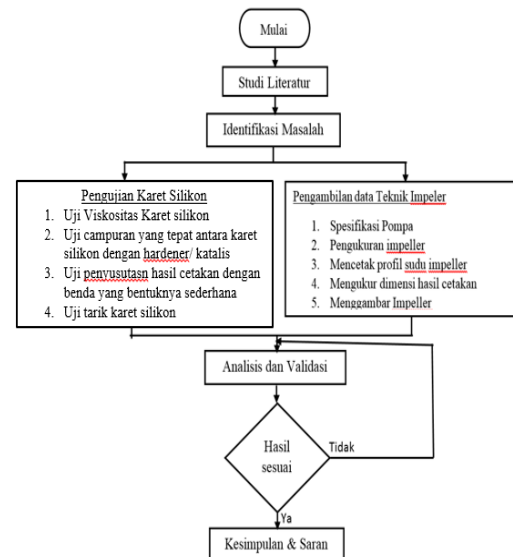 Mulai
Studi Literatur
Identifikasi Masalah
Pengujian Karet Silikon
1. Uji Viskositas Karet silikon
2. Uji campuran yang tepat antara karet
silikon dengan hardener/ katalis
3. Uji penyusutasn hasil cetakan dengan
benda yang bentuknya sederhana
4. Uji tarik karet silikon
Pengambilan data Teknik Impeler
1. Spesifikasi Pompa
2. Pengukuran impeller
3. Mencetak profil sudu impeller
4. Mengukur dimensi hasil cetakan
5. Menggambar Impeller
Analisis dan Validasi
Hasil
sesuai
Tidak
Ya
Kesimpulan & Saran